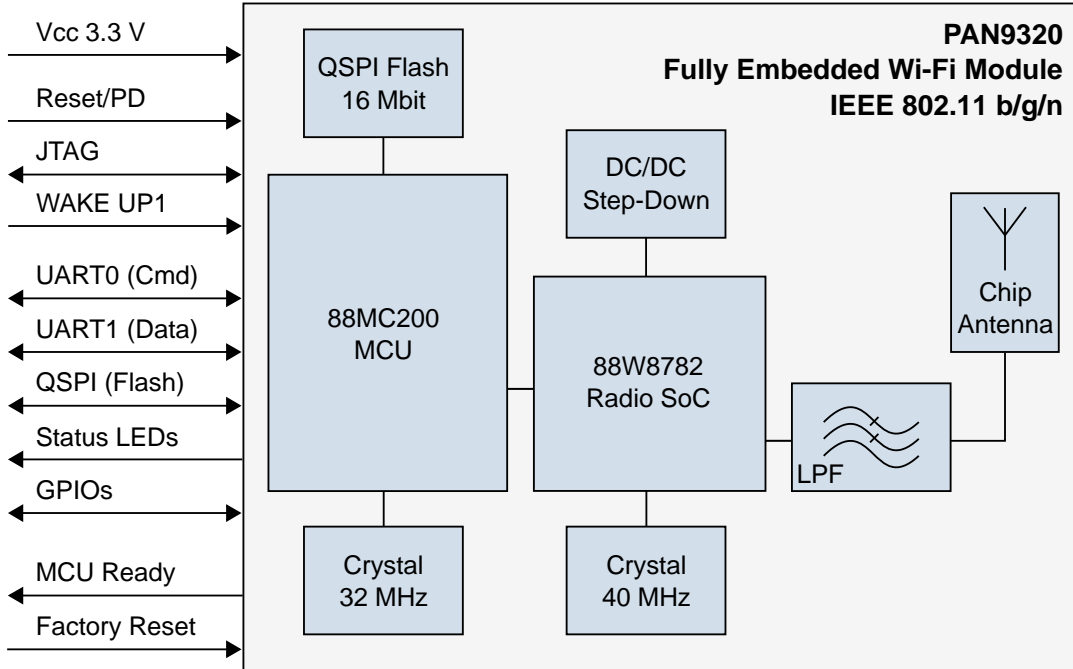 Vcc 3.3 V
Reset/PD
JTAG
WAKE UP1
UART0 (Cmd)
UART1 (Data)
QSPI (Flash)
Status LEDs
GPIOs
MCU Ready
Factory Reset
PAN9320
Fully Embedded Wi-Fi Module
IEEE 802.11 b/g/n
QSPI Flash
16 Mbit
88MC200
MCU
Crystal
32 MHz
DC/DC
Step-Down
88W8782
Radio SoC
Crystal
40 MHz
LPF
Chip
Antenna